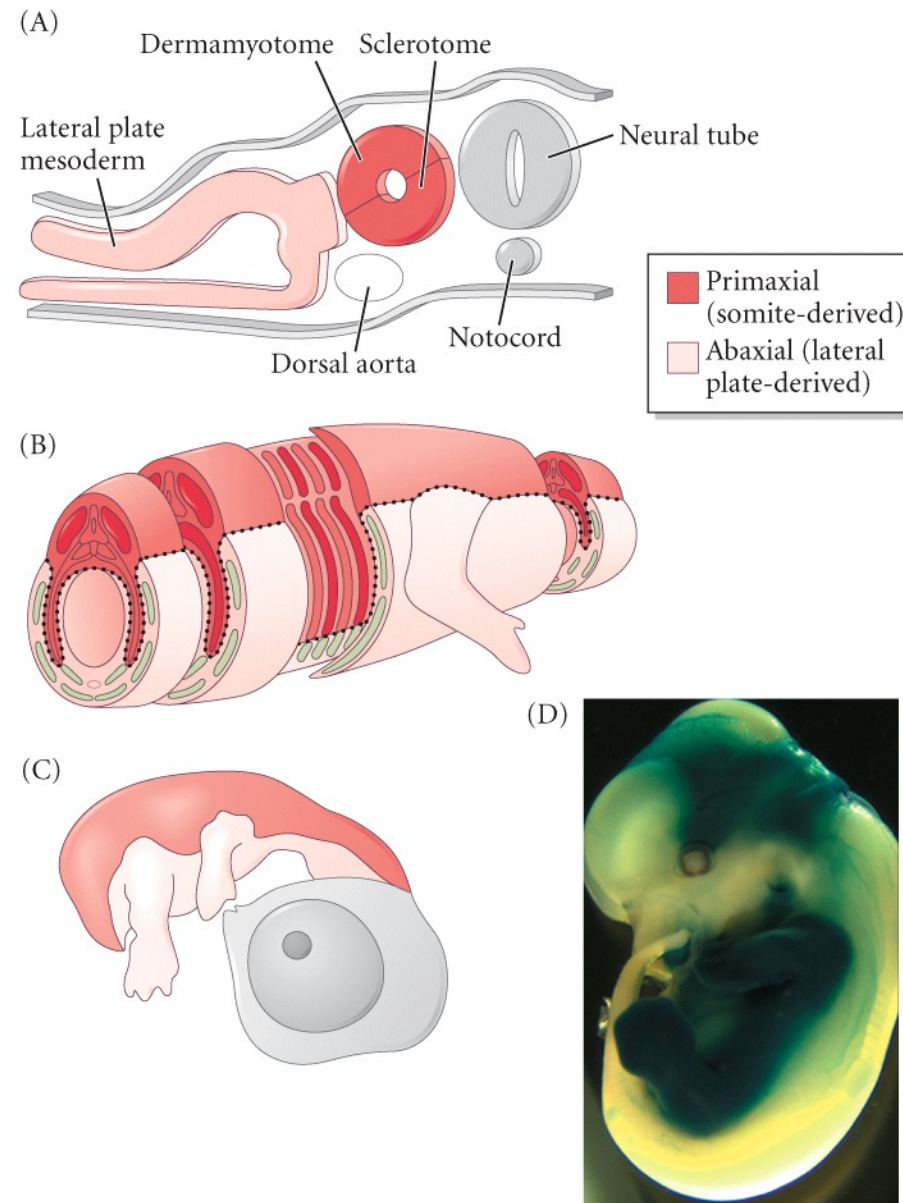 (A)
Dermamyotome
Sclerotome
Lateral plate
mesoderm
Neural tube
Dorsal aorta
Notocord
Primaxial
(somite-derived)
Abaxial (lateral
plate-derived)
(B)
(C)
(D)